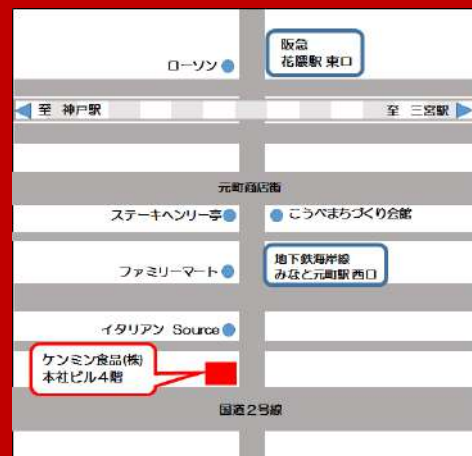 阪急
花隈駅 東口
ローソン
至 神戸駅
至 三宮駅
元町商店街
ステーキヘンリー亭
こうべまちづくり会館
地下鉄海岸線
みなと元町駅 西口
ファミリーマート
イタリアン Source
ケンミン食品(株)
本社ビル4階
国道2号線